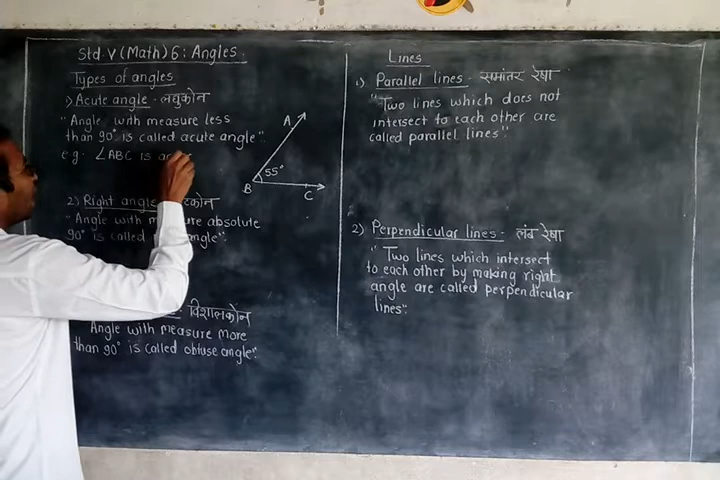 Std. V (Math) 6: Angles.
Types of angles
1) Acute angle - लघुकोन
"Angle with measure less
than 90° is called acute angle".
e.g. ∠ABC is
A
55°
B
C
2) Right angle
"Angle with absolute
90° is called angle".
विशालकोन
Angle with measure more
than 90° is called obtuse angle".
Lines
1) Parallel lines - समांतर रेषा
"Two lines which does not
intersect to each other are
called parallel lines".
2) Perpendicular lines - लंब रेषा
"Two lines which intersect
to each other by making right
angle are called perpendicular
lines".